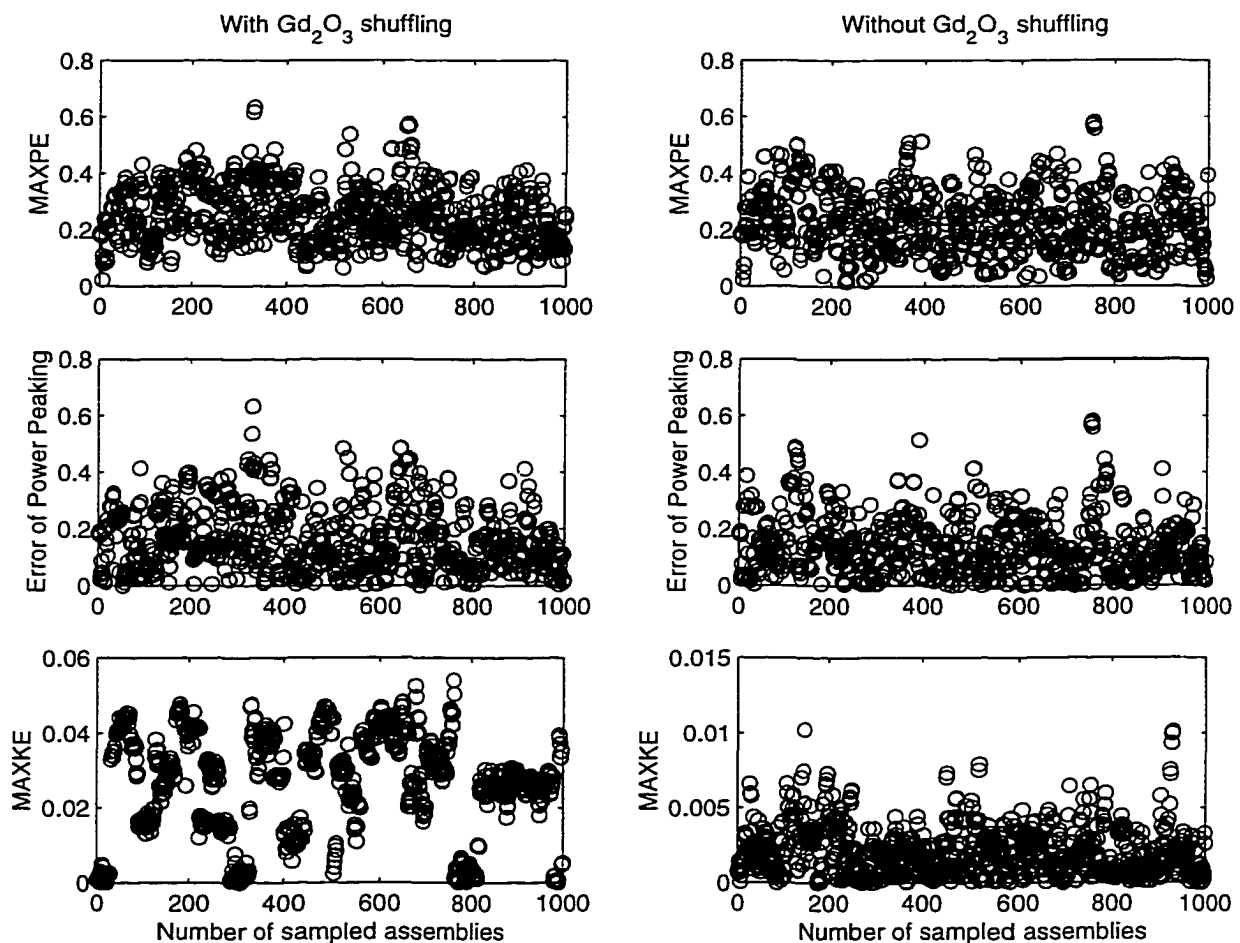 With Gd2O3 shuffling
Without Gd2O3 shuffling
0.8
0.6
0.4
0.2
0
MAXPE
0 200 400 600 800 1000
0.8
0.6
0.4
0.2
0
MAXPE
0 200 400 600 800 1000
0.8
0.6
0.4
0.2
0
Error of Power Peaking
0 200 400 600 800 1000
0.8
0.6
0.4
0.2
0
Error of Power Peaking
0 200 400 600 800 1000
0.06
0.04
0.02
0
MAXKE
0 200 400 600 800 1000
Number of sampled assemblies
0.015
0.01
0.005
0
MAXKE
0 200 400 600 800 1000
Number of sampled assemblies